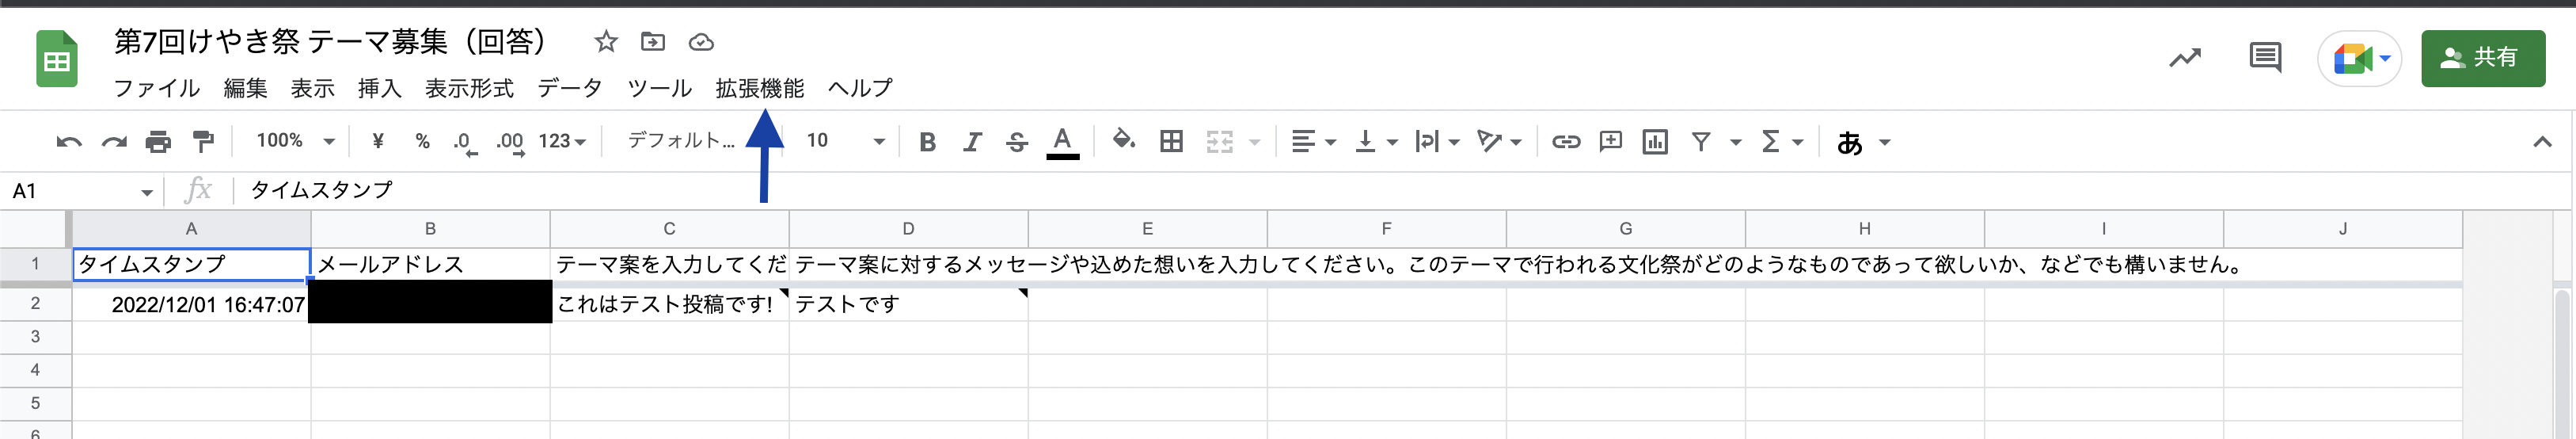 第7回けやき祭 テーマ募集（回答）
ファイル 編集 表示 挿入 表示形式 データ ツール 拡張機能 ヘルプ
共有
100% ¥ % .0 .00 123 デフォルト... 10 B I S A あ
A1 fx タイムスタンプ
A B C D E F G H I J
1 タイムスタンプ メールアドレス テーマ案を入力してくだ テーマ案に対するメッセージや込めた想いを入力してください。このテーマで行われる文化祭がどのようなものであって欲しいか、などでも構いません。
2 2022/12/01 16:47:07 これはテスト投稿です! テストです
3
4
5
6